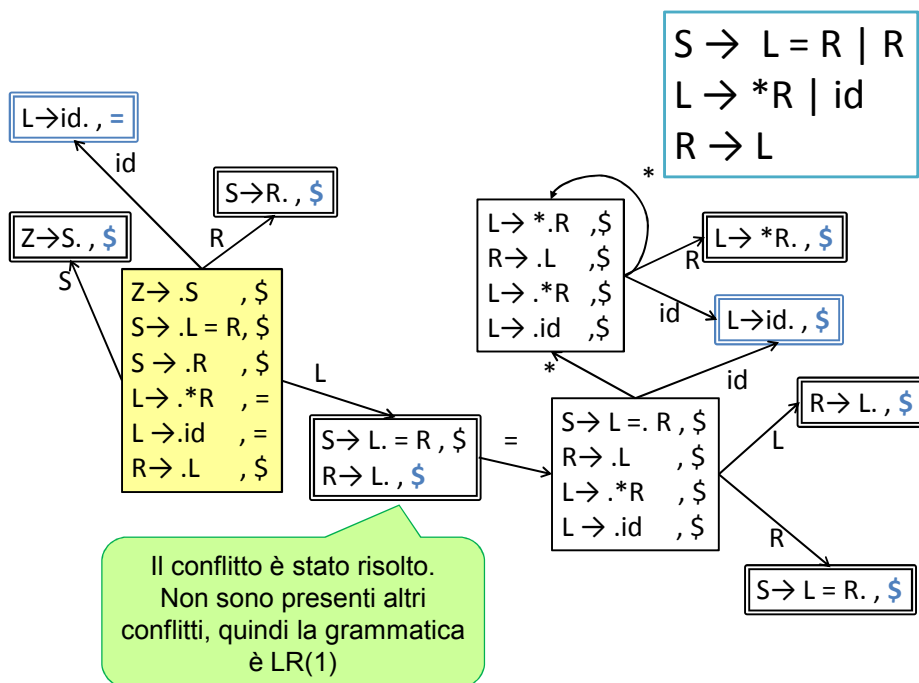 S → L = R | R
L → *R | id
R → L
L→id. , =
id
S→R. , $
R
Z→S. , $
S
Z→ .S , $
S→ .L = R, $
S → .R , $
L→ .*R , =
L →.id , =
R→ .L , $
L
S→ L. = R , $
R→ L. , $
=
*
L→ *.R ,$
R→ .L ,$
L→ .*R ,$
L→ .id ,$
R
L→ *R. , $
id
L→id. , $
*
id
S→ L =. R , $
R→ .L , $
L→ .*R , $
L → .id , $
L
R→ L. , $
R
S→ L = R. , $
Il conflitto è stato risolto.
Non sono presenti altri
conflitti, quindi la grammatica
è LR(1)